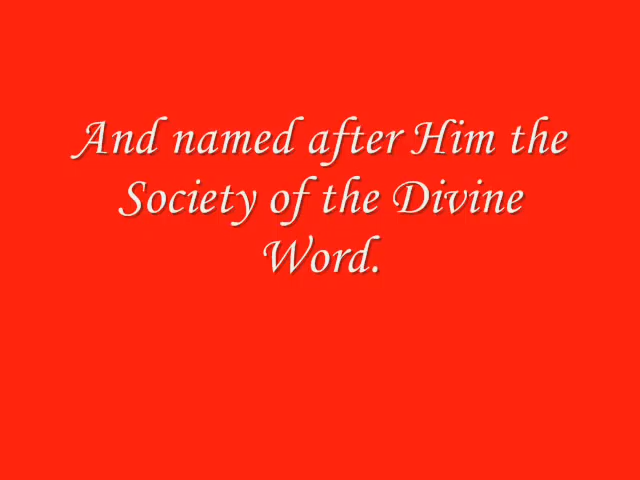 And named after Him the
Society of the Divine
Word.